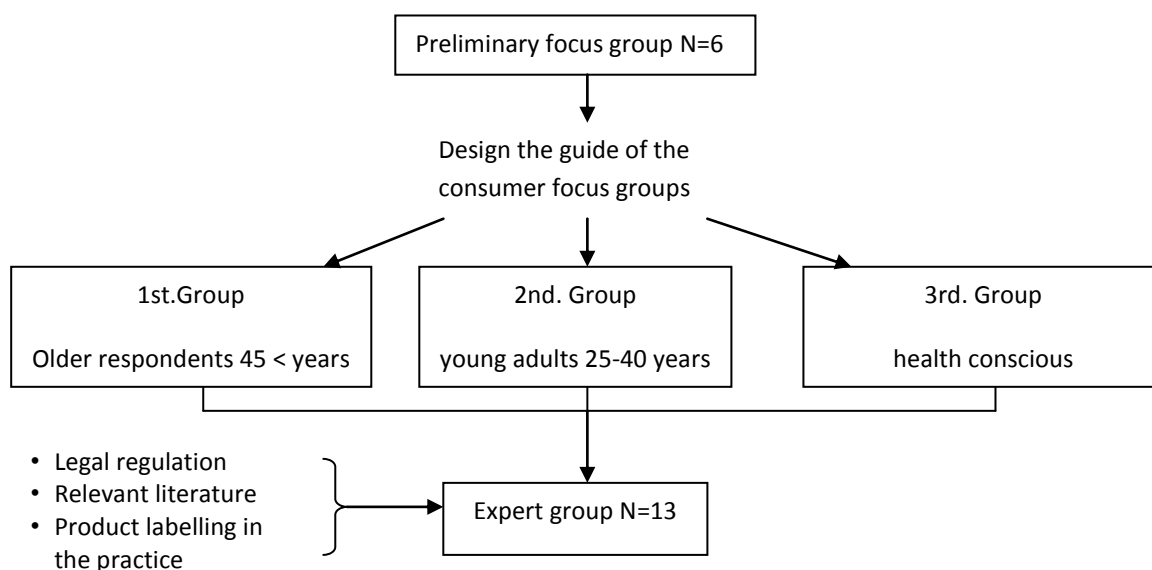 Preliminary focus group N=6
Design the guide of the
consumer focus groups
1st.Group
Older respondents 45 < years
2nd. Group
young adults 25-40 years
3rd. Group
health conscious
• Legal regulation
• Relevant literature
• Product labelling in
the practice
Expert group N=13